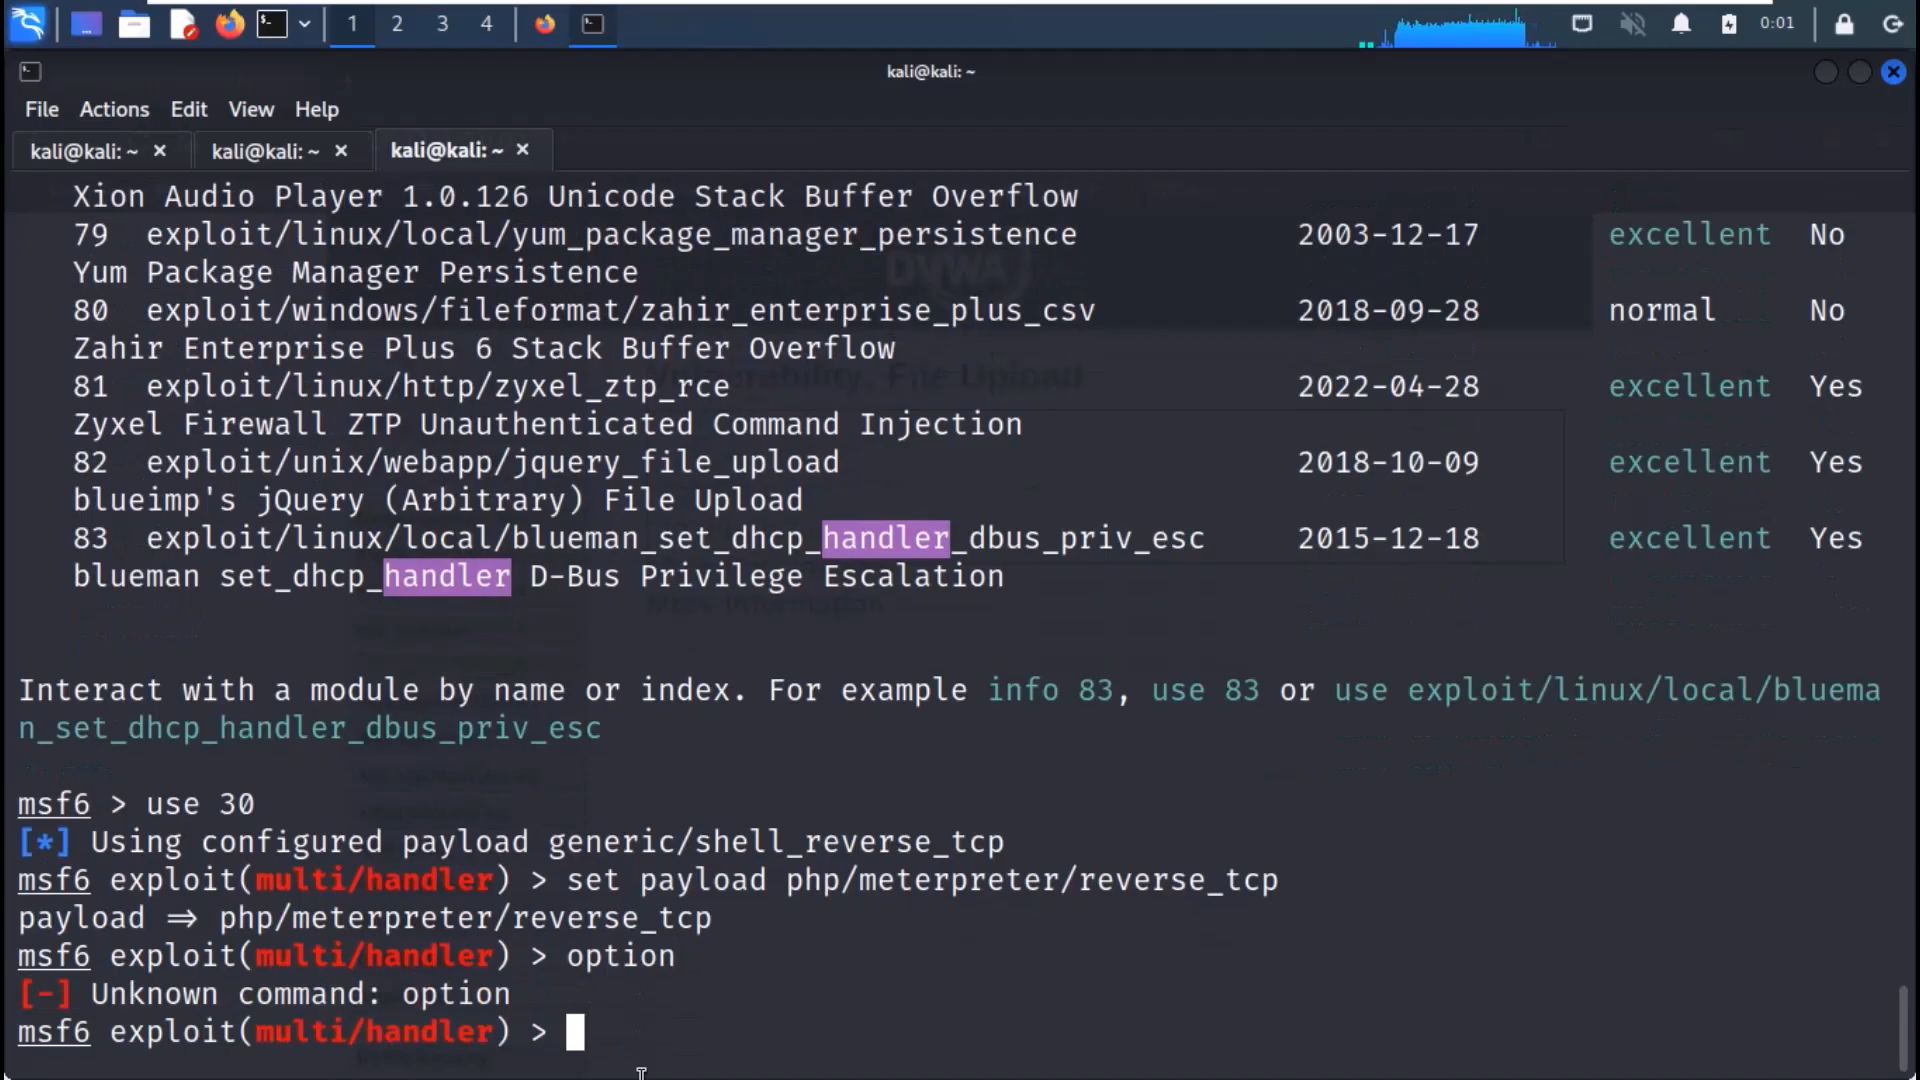 1 2 3 4 0:01
kali@kali: ~
File Actions Edit View Help
kali@kali: ~ × kali@kali: ~ × kali@kali: ~ ×
Xion Audio Player 1.0.126 Unicode Stack Buffer Overflow
79 exploit/linux/local/yum_package_manager_persistence 2003-12-17 excellent No
Yum Package Manager Persistence
80 exploit/windows/fileformat/zahir_enterprise_plus_csv 2018-09-28 normal No
Zahir Enterprise Plus 6 Stack Buffer Overflow
81 exploit/linux/http/zyxel_ztp_rce 2022-04-28 excellent Yes
Zyxel Firewall ZTP Unauthenticated Command Injection
82 exploit/unix/webapp/jquery_file_upload 2018-10-09 excellent Yes
blueimp's jQuery (Arbitrary) File Upload
83 exploit/linux/local/blueman_set_dhcp_handler_dbus_priv_esc 2015-12-18 excellent Yes
blueman set_dhcp_handler D-Bus Privilege Escalation
Interact with a module by name or index. For example info 83, use 83 or use exploit/linux/local/bluema
n_set_dhcp_handler_dbus_priv_esc
msf6 > use 30
[*] Using configured payload generic/shell_reverse_tcp
msf6 exploit(multi/handler) > set payload php/meterpreter/reverse_tcp
payload ⇒ php/meterpreter/reverse_tcp
msf6 exploit(multi/handler) > option
[-] Unknown command: option
msf6 exploit(multi/handler) >